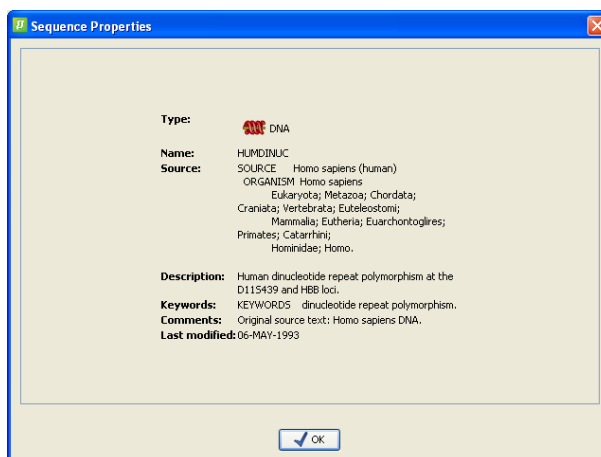 μ Sequence Properties
Type: DNA
Name: HUMDINUC
Source: SOURCE Homo sapiens (human)
ORGANISM Homo sapiens
Eukaryota; Metazoa; Chordata;
Craniata; Vertebrata; Euteleostomi;
Mammalia; Eutheria; Euarchontoglires;
Primates; Catarrhini;
Hominidae; Homo.
Description: Human dinucleotide repeat polymorphism at the
D11S439 and HBB loci.
Keywords: KEYWORDS dinucleotide repeat polymorphism.
Comments: Original source text: Homo sapiens DNA.
Last modified: 06-MAY-1993
OK